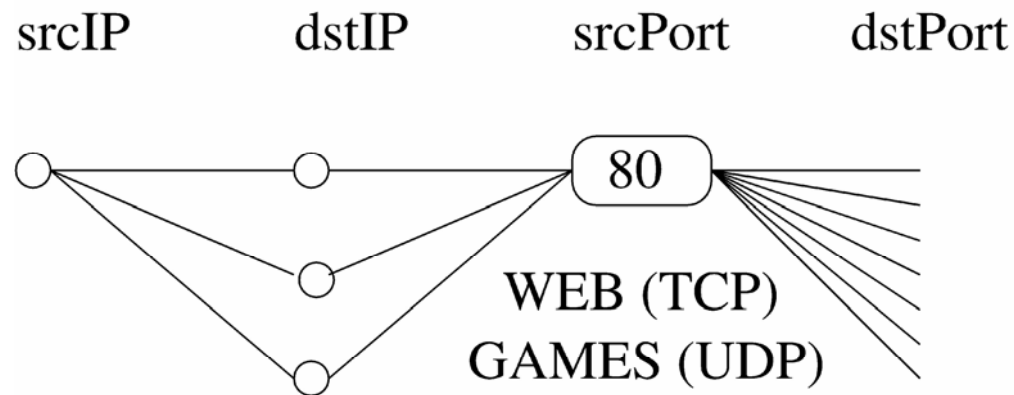 srcIP dstIP srcPort dstPort
80
WEB (TCP)
GAMES (UDP)